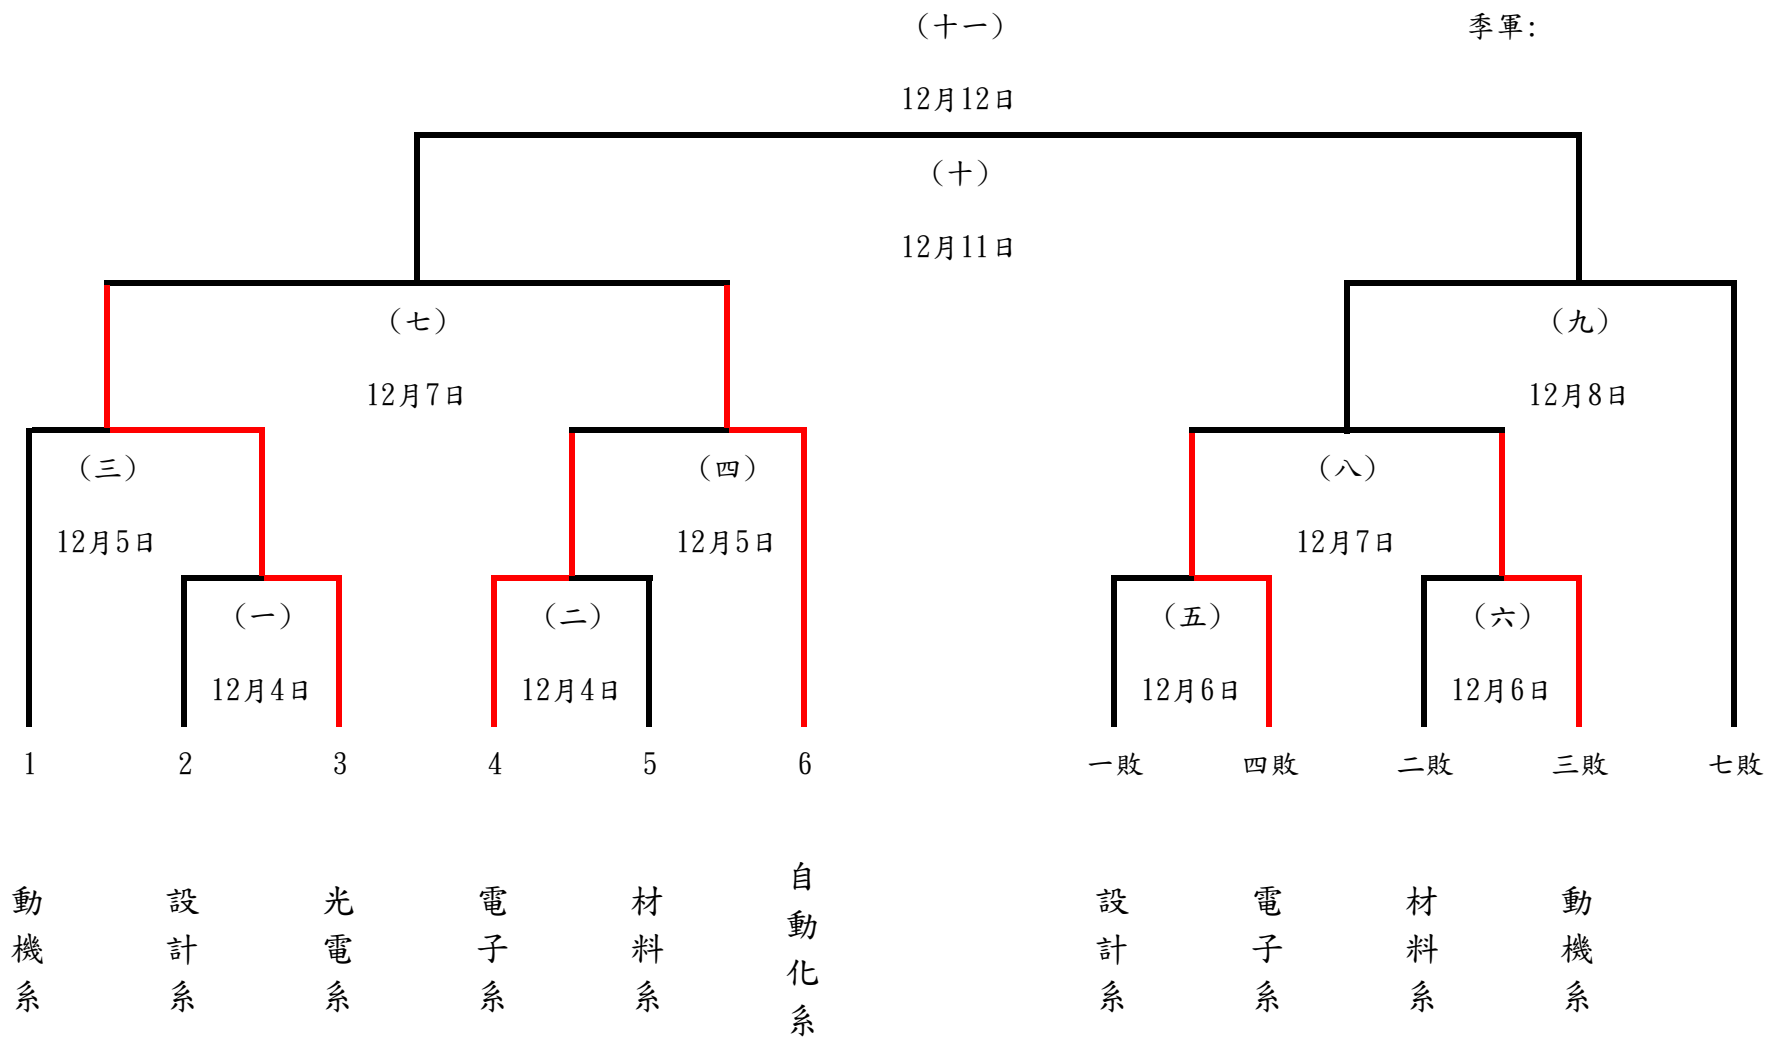 （十一）
季軍:
12月12日
（十）
12月11日
（七）
（九）
12月7日
12月8日
（三）
（四）
（八）
12月5日
12月5日
12月7日
（一）
（二）
（五）
（六）
12月4日
12月4日
12月6日
12月6日
1
2
3
4
5
6
一敗
四敗
二敗
三敗
七敗
動機系
設計系
光電系
電子系
材料系
自動化系
設計系
電子系
材料系
動機系